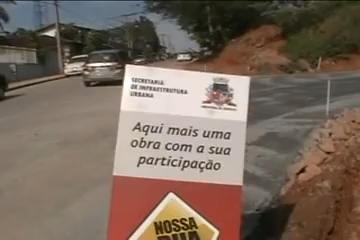 SECRETARIA
DE INFRAESTRUTURA
URBANA
Aqui mais uma
obra com a sua
participação
NOSSA
RUA